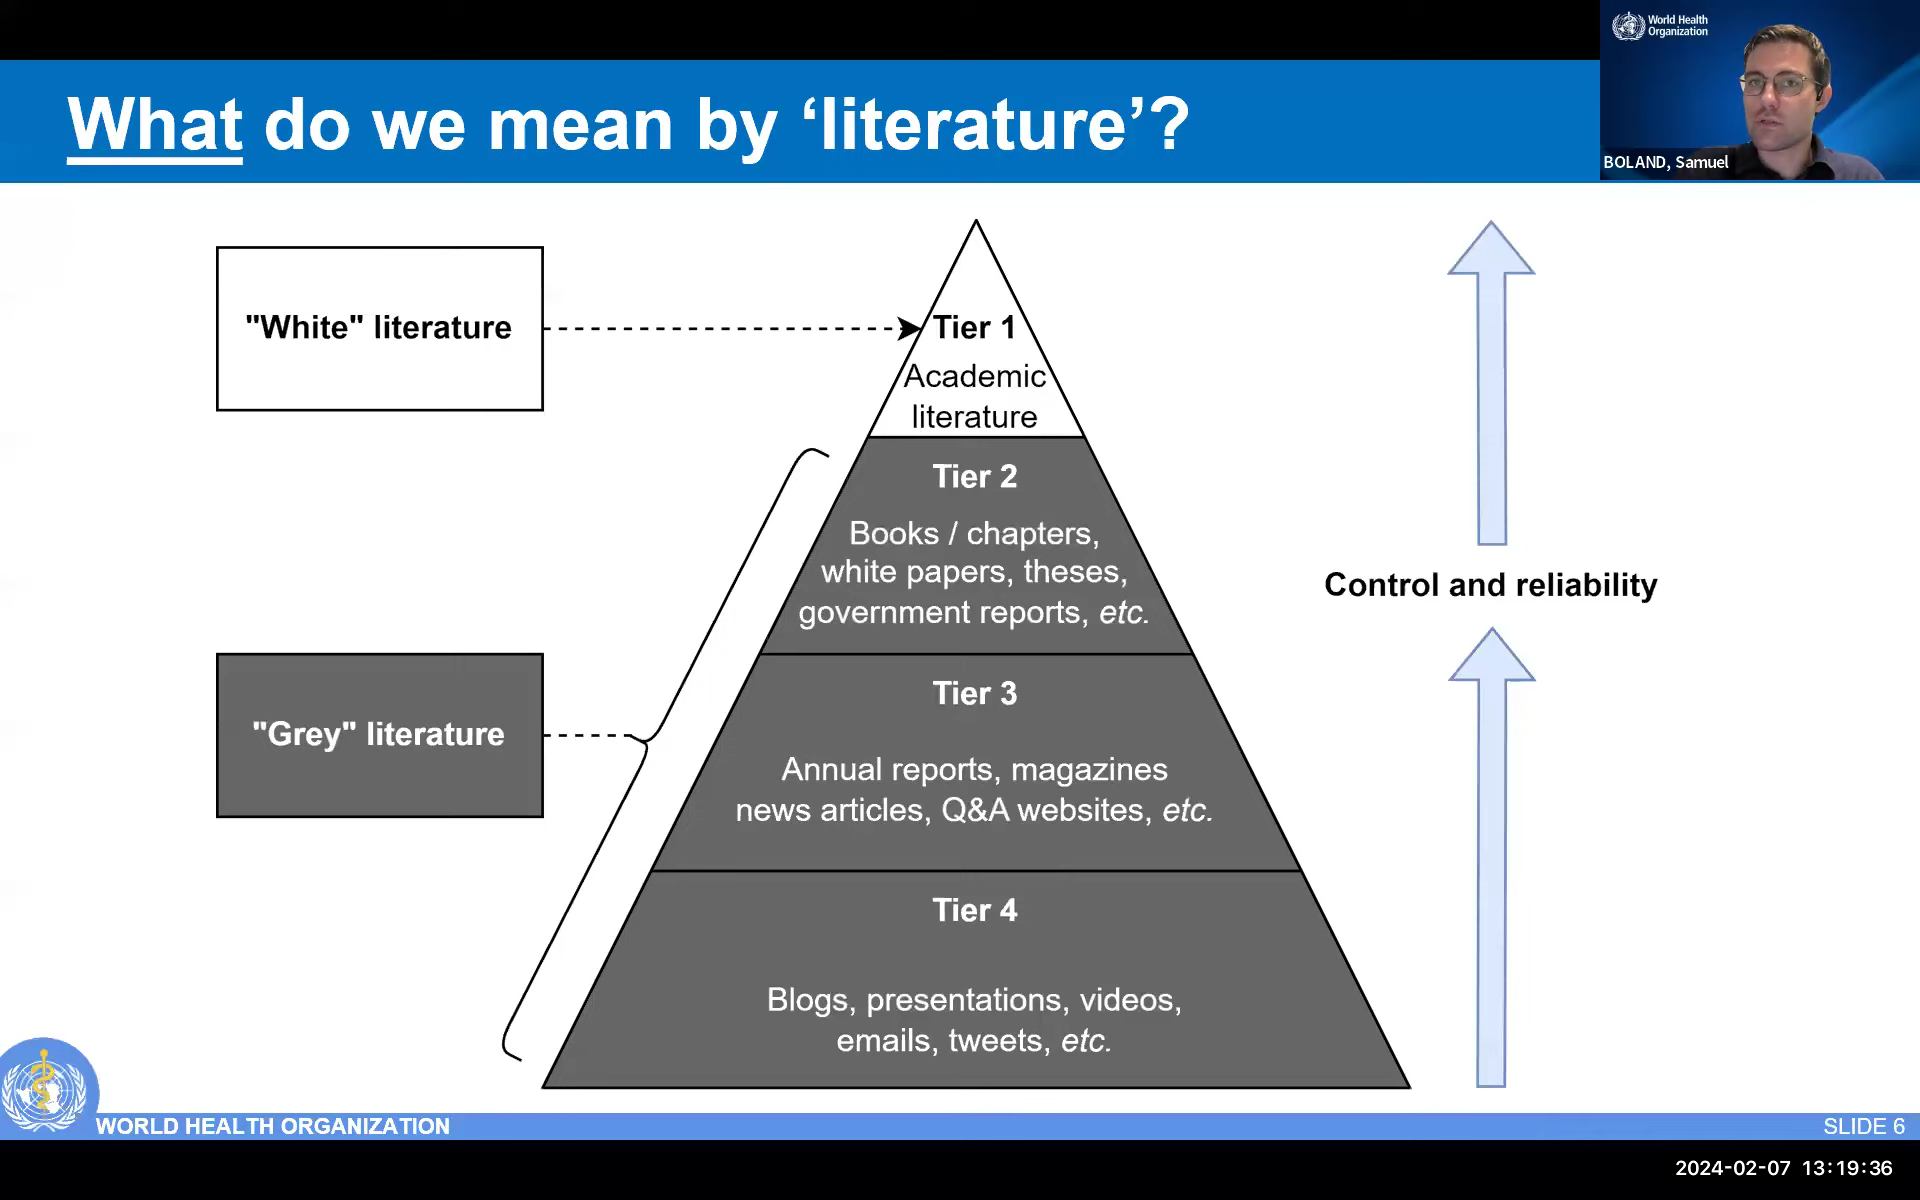 World Health
Organization
BOLAND, Samuel
What do we mean by ‘literature’?
"White" literature
Tier 1
Academic
literature
Tier 2
Books / chapters,
white papers, theses,
government reports, etc.
Control and reliability
"Grey" literature
Tier 3
Annual reports, magazines
news articles, Q&A websites, etc.
Tier 4
Blogs, presentations, videos,
emails, tweets, etc.
WORLD HEALTH ORGANIZATION
SLIDE 6
2024-02-07 13:19:36